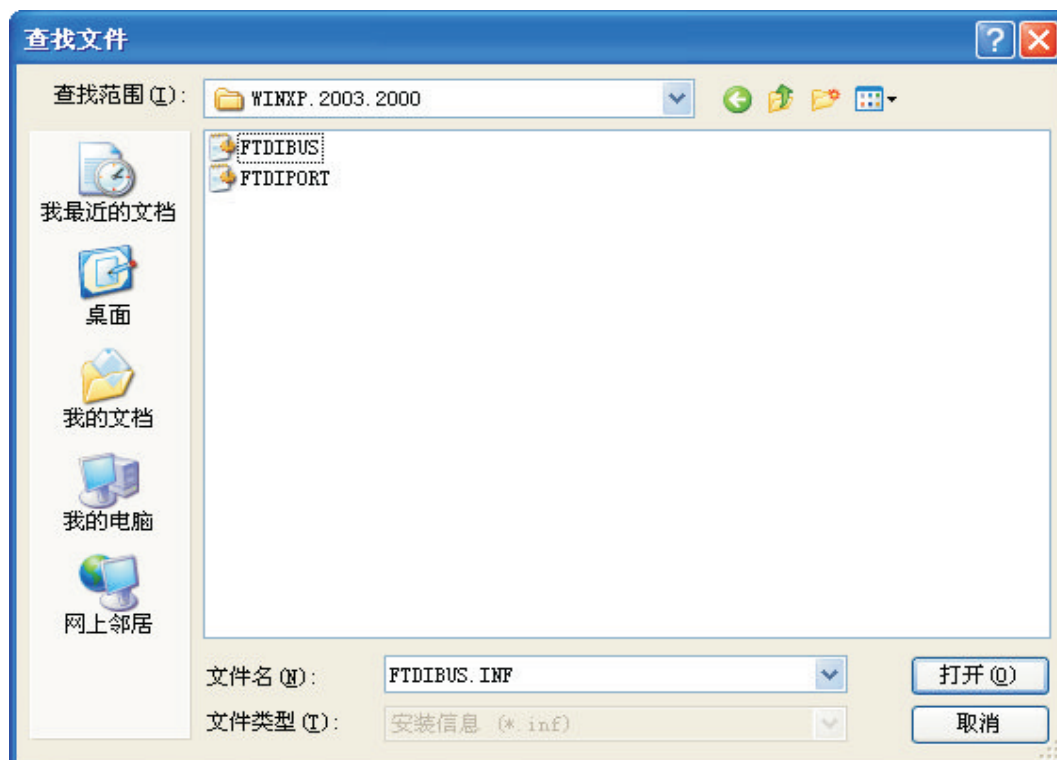 查找文件
查找范围(I):
WINXP.2003.2000
FTDIBUS
FTDIPORT
我最近的文档
桌面
我的文档
我的电脑
网上邻居
文件名(N):
FTDIBUS.INF
打开(O)
文件类型(T):
安装信息 (*.inf)
取消